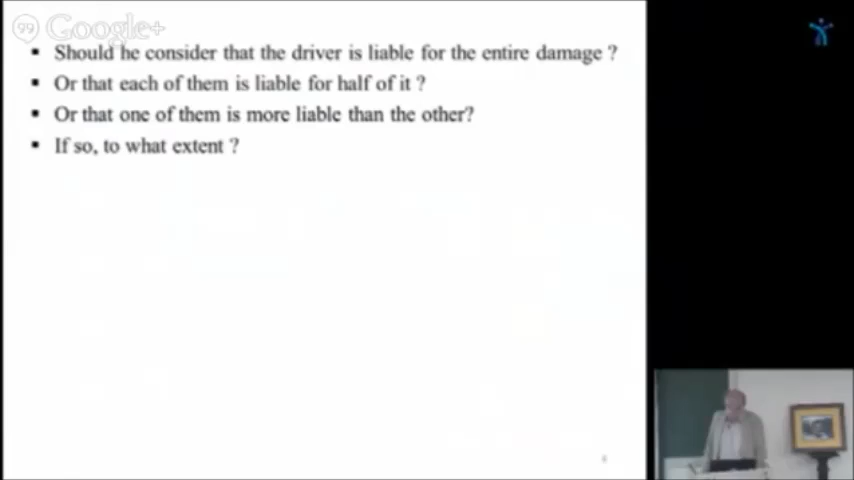 Google+
Should he consider that the driver is liable for the entire damage ?
Or that each of them is liable for half of it ?
Or that one of them is more liable than the other?
If so, to what extent ?